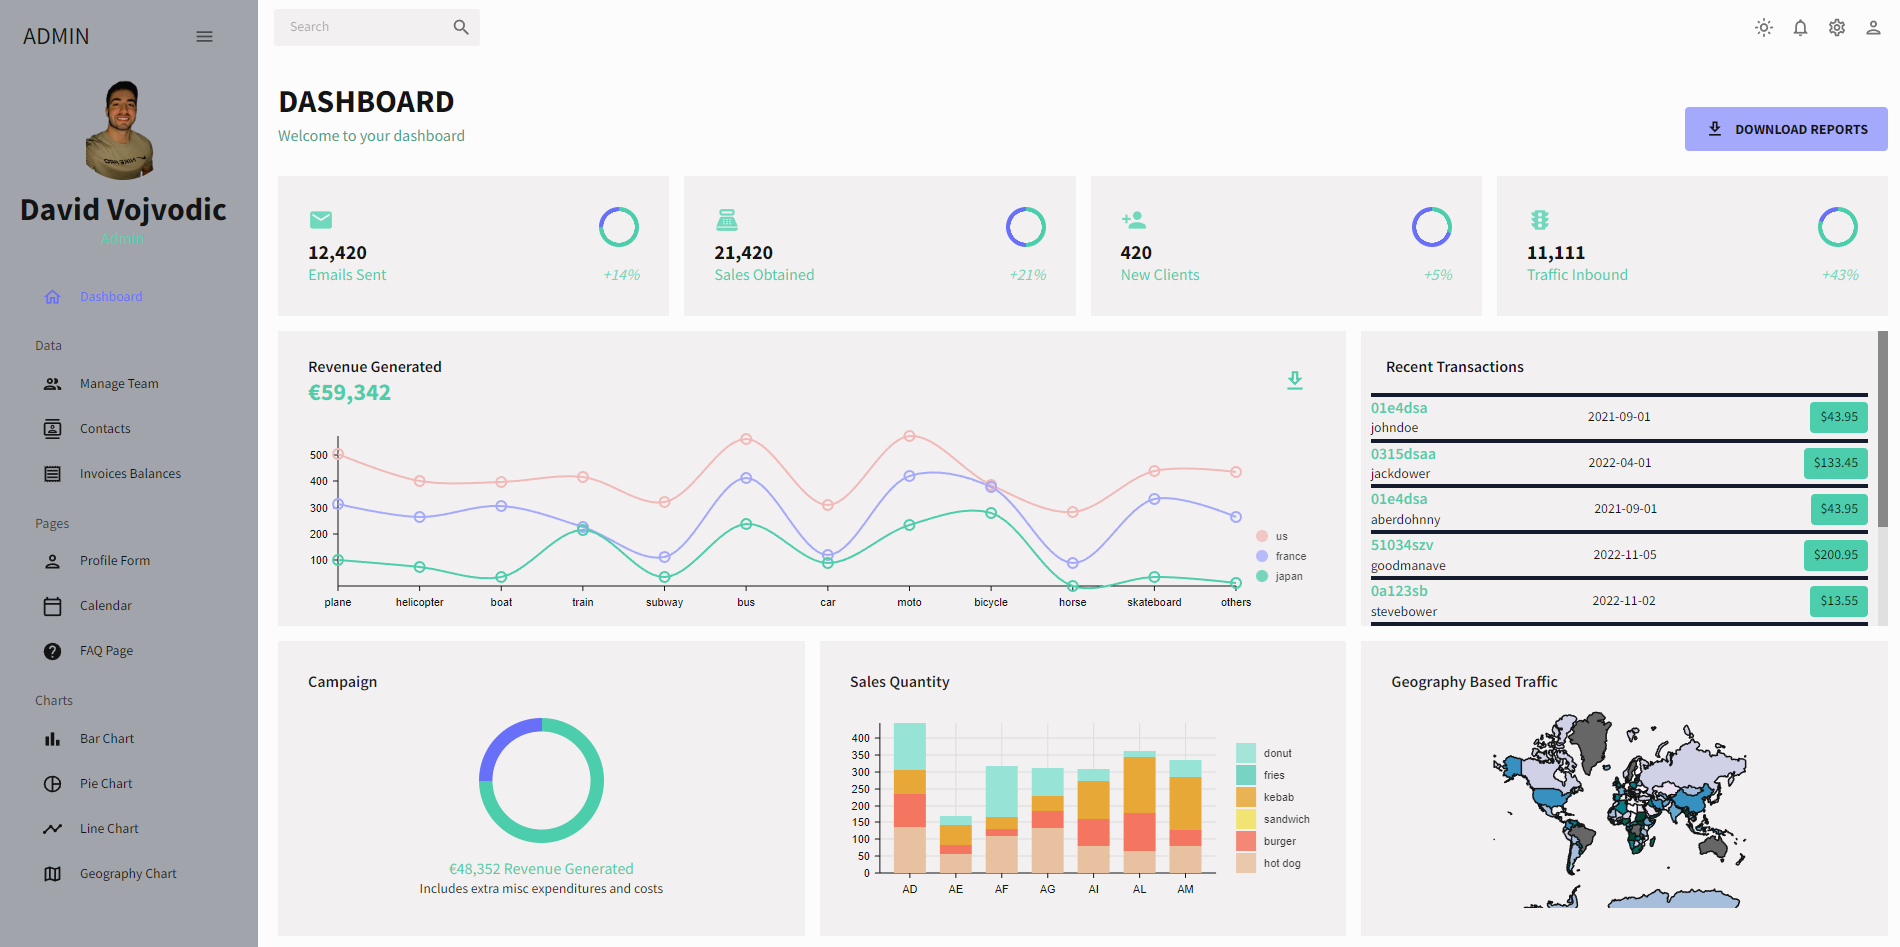 ADMIN
David Vojvodic
Admin
Dashboard
Data
Manage Team
Contacts
Invoices Balances
Pages
Profile Form
Calendar
FAQ Page
Charts
Bar Chart
Pie Chart
Line Chart
Geography Chart
Search
DASHBOARD
Welcome to your dashboard
DOWNLOAD REPORTS
12,420
Emails Sent
+14%
21,420
Sales Obtained
+21%
420
New Clients
+5%
11,111
Traffic Inbound
+43%
Revenue Generated
€59,342
500
400
300
200
100
plane helicopter boat train subway bus car moto bicycle horse skateboard others
us
france
japan
Recent Transactions
01e4dsa
johndoe
2021-09-01
$43.95
0315dsaa
jackdower
2022-04-01
$133.45
01e4dsa
aberdohnny
2021-09-01
$43.95
51034szv
goodmanave
2022-11-05
$200.95
0a123sb
stevebower
2022-11-02
$13.55
Campaign
€48,352 Revenue Generated
Includes extra misc expenditures and costs
Sales Quantity
400
350
300
250
200
150
100
50
0
AD AE AF AG AI AL AM
donut
fries
kebab
sandwich
burger
hot dog
Geography Based Traffic